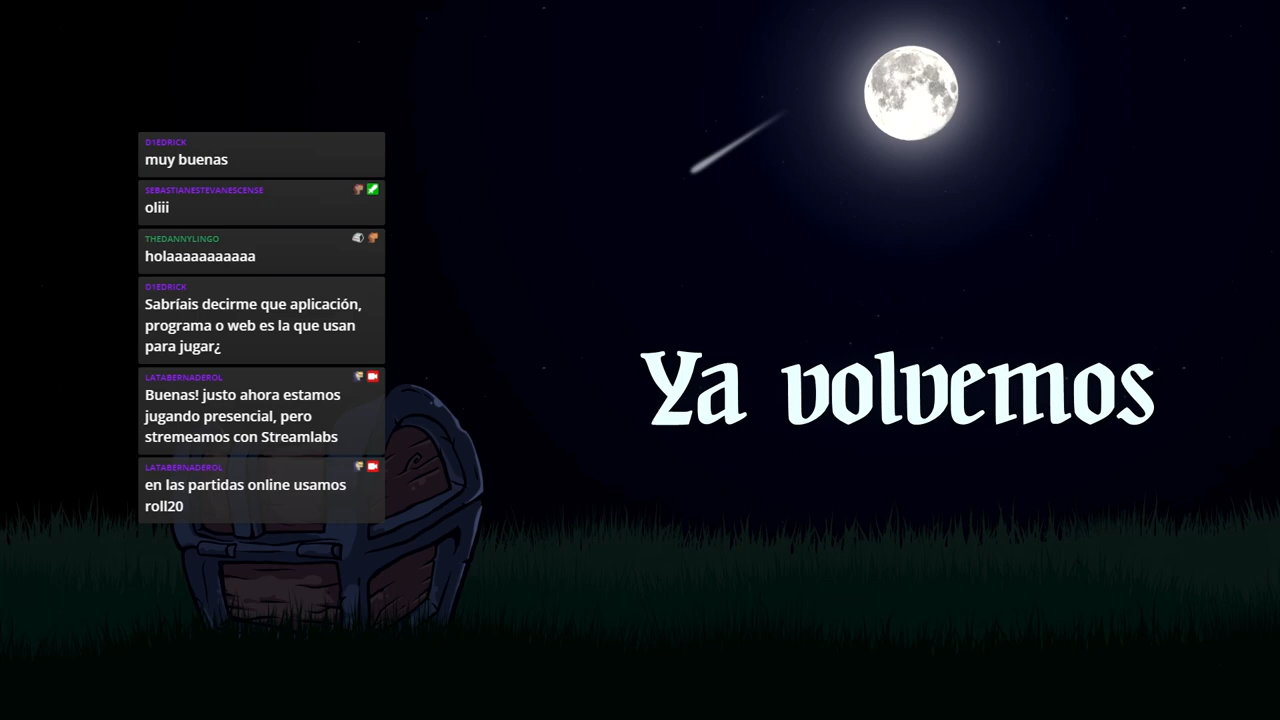 D1EDRICK
muy buenas
SEBASTIANESTEVANESCENSE
oliii
THEDANNYLINGO
holaaaaaaaaaaa
D1EDRICK
Sabríais decirme que aplicación,
programa o web es la que usan
para jugar¿
LATABERNADEROL
Buenas! justo ahora estamos
jugando presencial, pero
stremeamos con Streamlabs
LATABERNADEROL
en las partidas online usamos
roll20
Ya volvemos